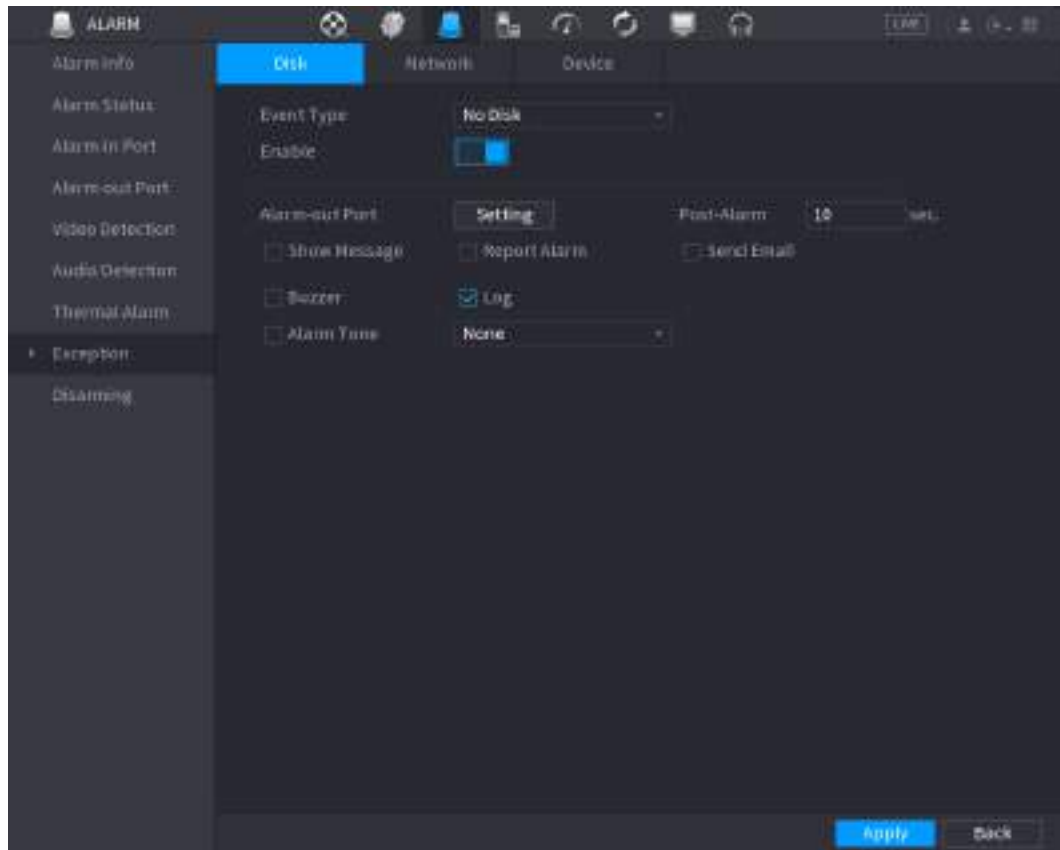 ALARM
LIVE
Alarm Info
Disk
Network
Device
Alarm Status
Event Type
No Disk
Alarm-in Port
Enable
Alarm-out Port
Alarm-out Port
Setting
Post-Alarm
10
sec.
Video Detection
Show Message
Report Alarm
Send Email
Audio Detection
Buzzer
Log
Thermal Alarm
Alarm Tone
None
Exception
Disarming
Apply
Back